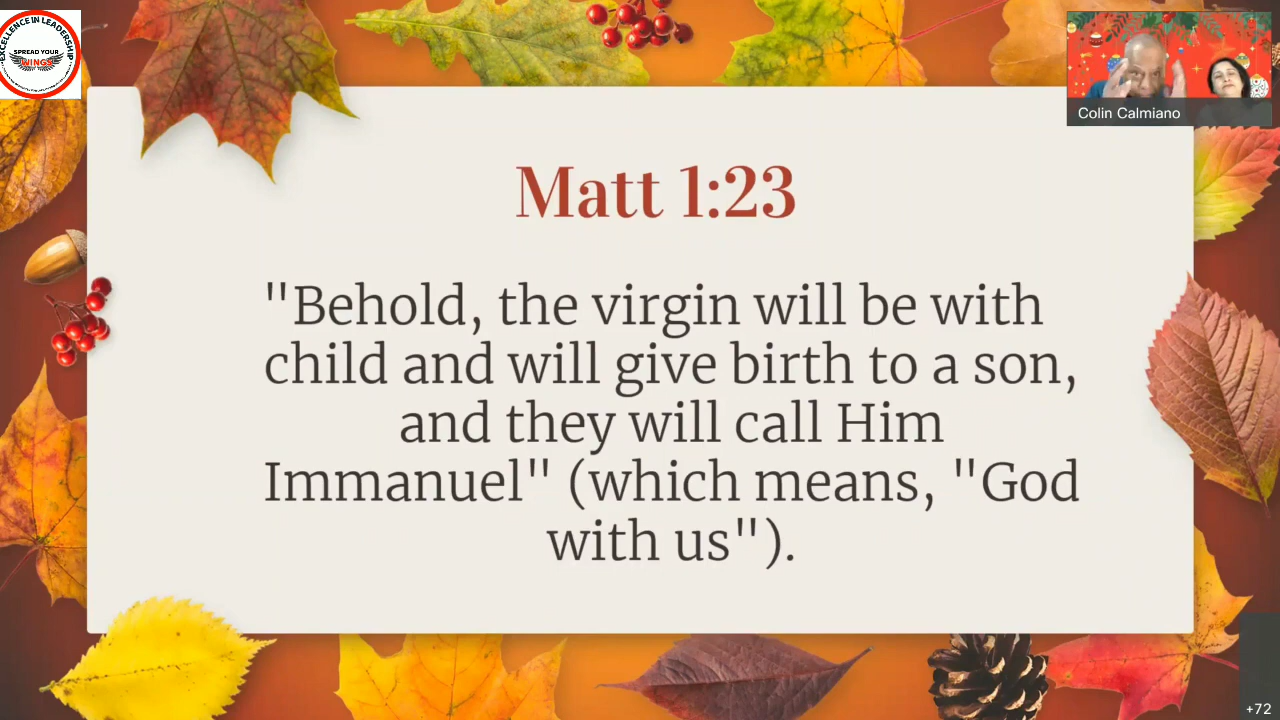 EXCELLENCE IN LEADERSHIP
SPREAD YOUR
WINGS
Colin Calmiano
Matt 1:23
"Behold, the virgin will be with
child and will give birth to a son,
and they will call Him
Immanuel" (which means, "God
with us").
+72